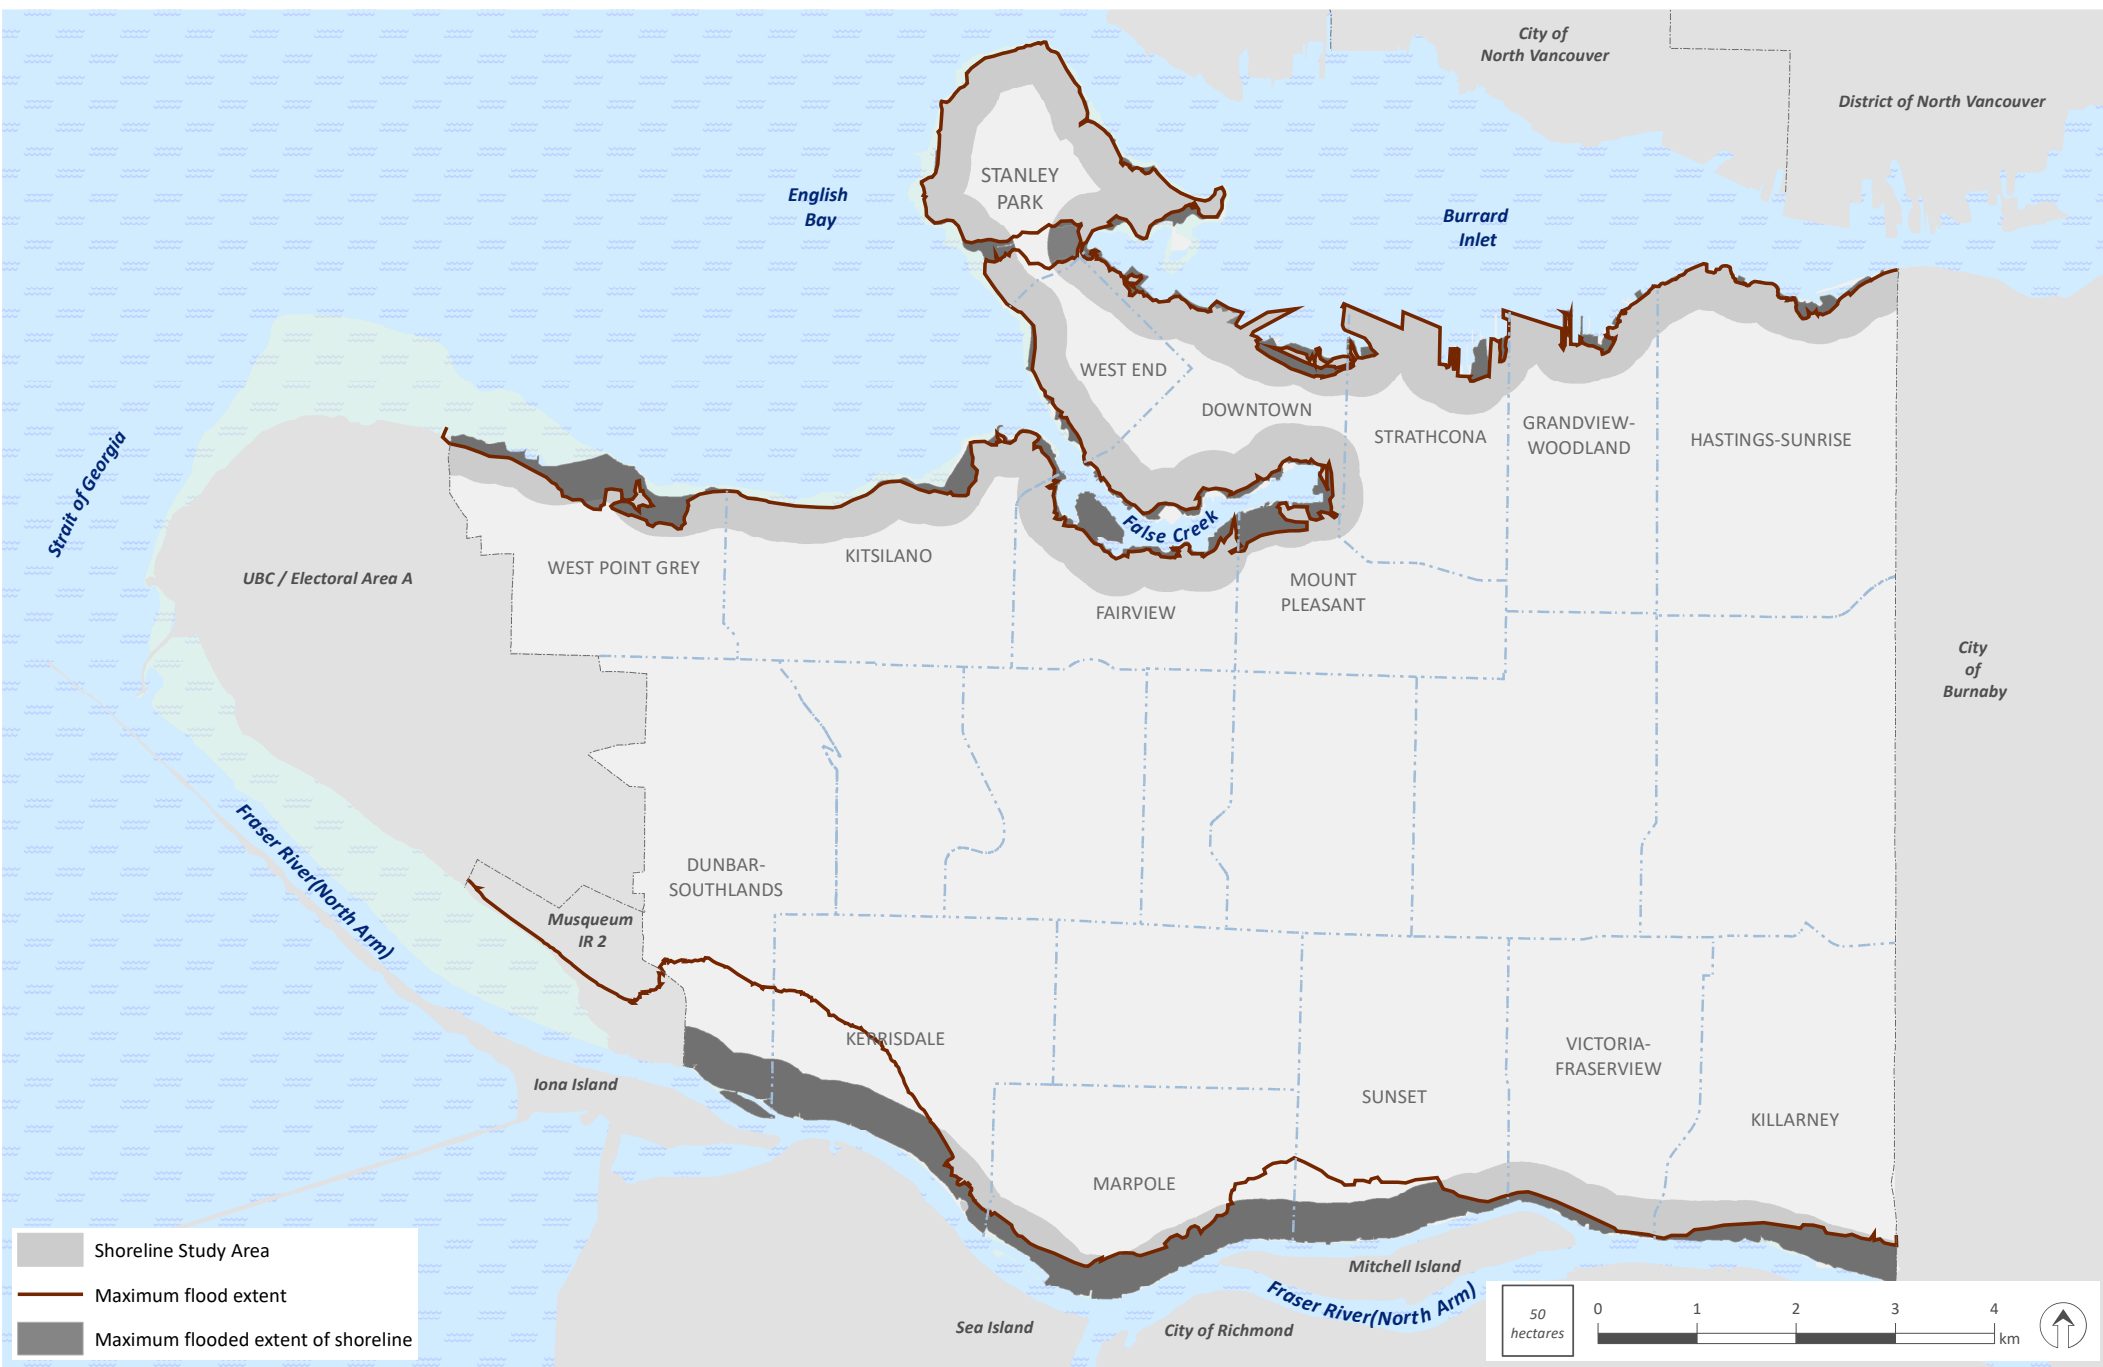 City of
North Vancouver
District of North Vancouver
STANLEY
PARK
English
Bay
Burrard
Inlet
WEST END
DOWNTOWN
STRATHCONA
GRANDVIEW-
WOODLAND
HASTINGS-SUNRISE
Strait of Georgia
False Creek
UBC / Electoral Area A
WEST POINT GREY
KITSILANO
FAIRVIEW
MOUNT
PLEASANT
City
of
Burnaby
Fraser River(North Arm)
DUNBAR-
SOUTHLANDS
Musqueum
IR 2
KERRISDALE
VICTORIA-
FRASERVIEW
Iona Island
SUNSET
KILLARNEY
MARPOLE
Mitchell Island
Fraser River(North Arm)
Sea Island
City of Richmond
Shoreline Study Area
Maximum flood extent
Maximum flooded extent of shoreline
50
hectares
0 1 2 3 4
km